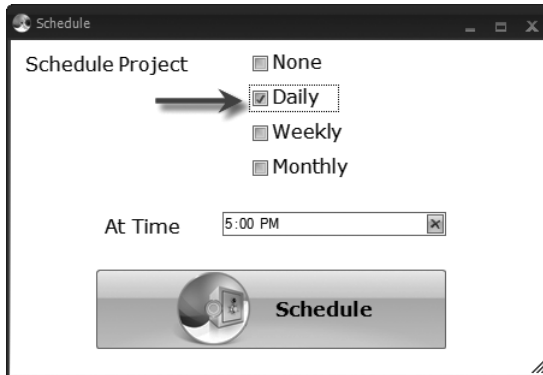 Schedule
Schedule Project
None
Daily
Weekly
Monthly
At Time
5:00 PM
Schedule